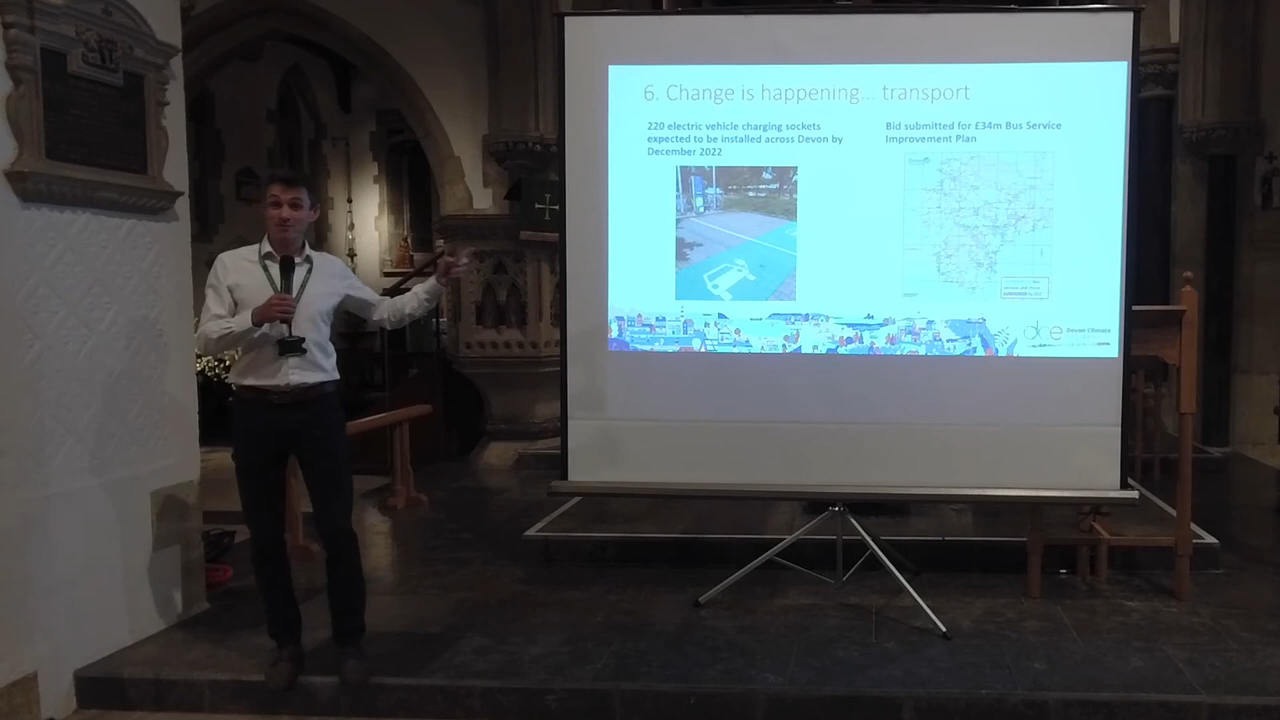 6. Change is happening... transport
220 electric vehicle charging sockets
expected to be installed across Devon by
December 2022
Bid submitted for £34m Bus Service
Improvement Plan
dce Devon Climate